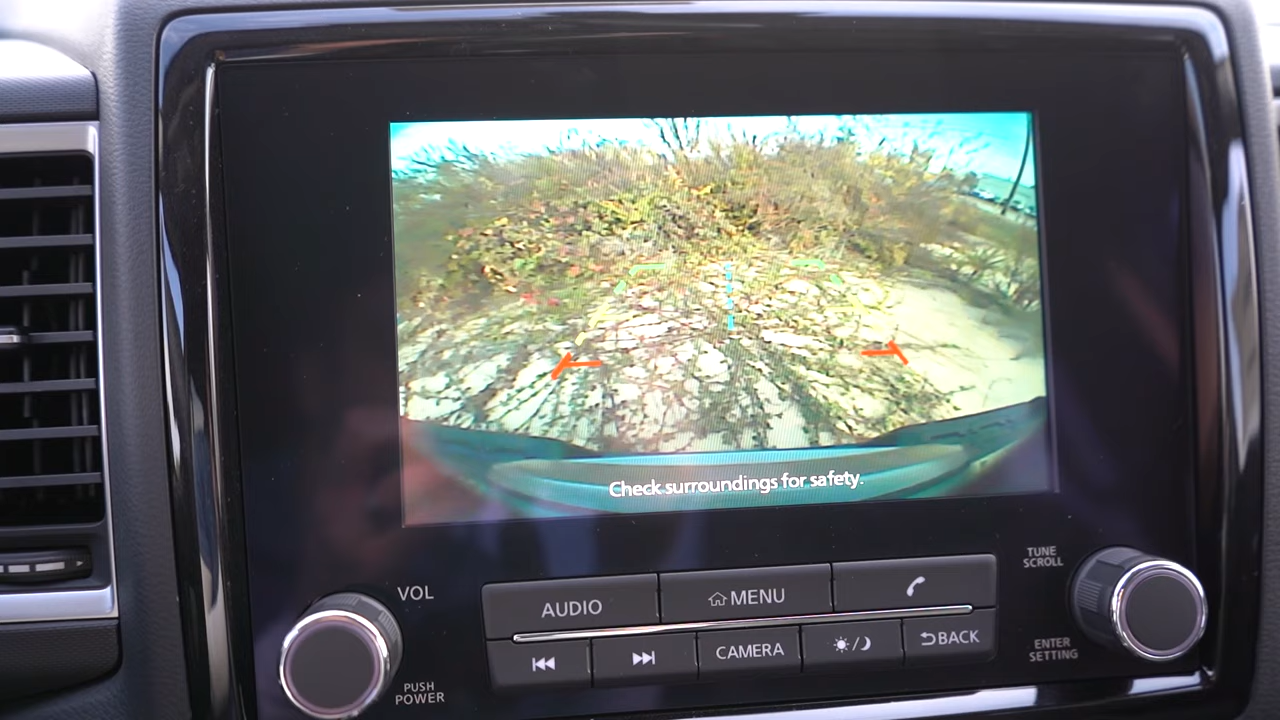 Check surroundings for safety.
VOL
AUDIO
MENU
TUNE
SCROLL
CAMERA
BACK
ENTER
SETTING
PUSH
POWER